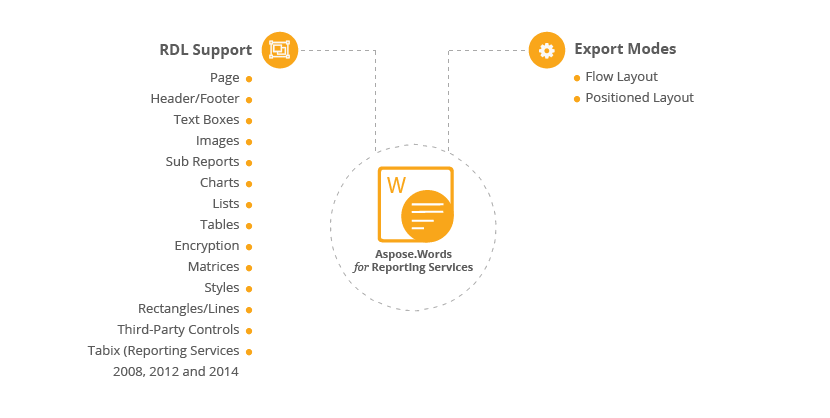 RDL Support
Page
Header/Footer
Text Boxes
Images
Sub Reports
Charts
Lists
Tables
Encryption
Matrices
Styles
Rectangles/Lines
Third-Party Controls
Tabix (Reporting Services
2008, 2012 and 2014
W
Aspose.Words
for Reporting Services
Export Modes
Flow Layout
Positioned Layout